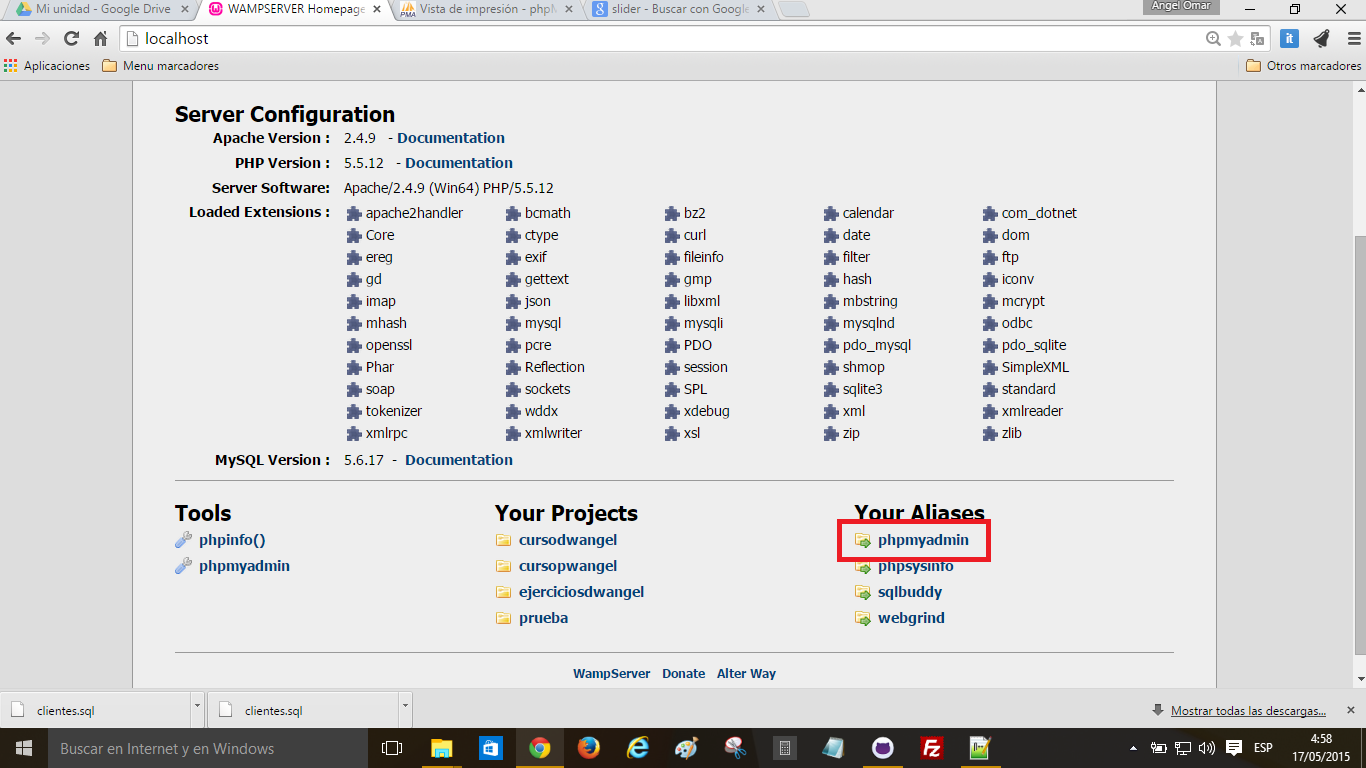 Mi unidad - Google Drive
WAMPSERVER Homepage
Vista de impresión - phpM
slider - Buscar con Google
Angel Omar
localhost
Aplicaciones
Menu marcadores
Otros marcadores
Server Configuration
Apache Version : 2.4.9 - Documentation
PHP Version : 5.5.12 - Documentation
Server Software: Apache/2.4.9 (Win64) PHP/5.5.12
Loaded Extensions : apache2handler bcmath bz2 calendar com_dotnet
Core ctype curl date dom
ereg exif fileinfo filter ftp
gd gettext gmp hash iconv
imap json libxml mbstring mcrypt
mhash mysql mysqli mysqlnd odbc
openssl pcre PDO pdo_mysql pdo_sqlite
Phar Reflection session shmop SimpleXML
soap sockets SPL sqlite3 standard
tokenizer wddx xdebug xml xmlreader
xmlrpc xmlwriter xsl zip zlib
MySQL Version : 5.6.17 - Documentation
Tools
phpinfo()
phpmyadmin
Your Projects
cursodwangel
cursopwangel
ejerciciosdwangel
prueba
Your Aliases
phpmyadmin
phpsysinfo
sqlbuddy
webgrind
WampServer Donate Alter Way
clientes.sql
clientes.sql
Mostrar todas las descargas...
Buscar en Internet y en Windows
ESP
4:58
17/05/2015